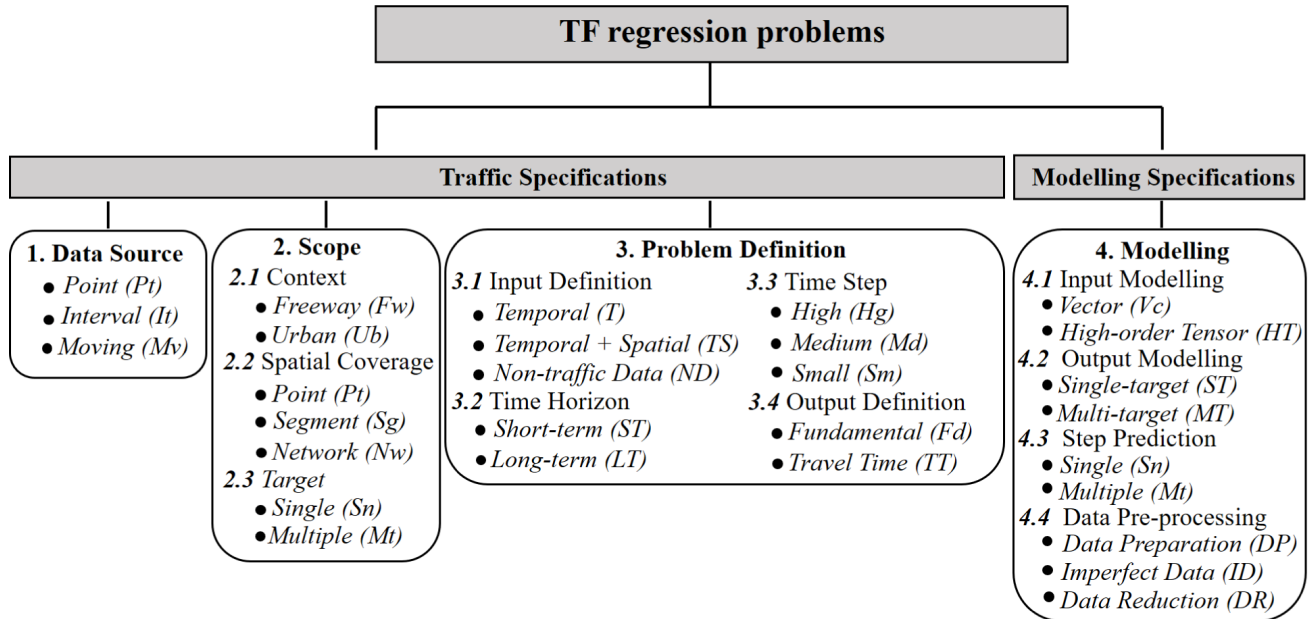 TF regression problems
Traffic Specifications
Modelling Specifications
1. Data Source
● Point (Pt)
● Interval (It)
● Moving (Mv)
2. Scope
2.1 Context
● Freeway (Fw)
● Urban (Ub)
2.2 Spatial Coverage
● Point (Pt)
● Segment (Sg)
● Network (Nw)
2.3 Target
● Single (Sn)
● Multiple (Mt)
3. Problem Definition
3.1 Input Definition
● Temporal (T)
● Temporal + Spatial (TS)
● Non-traffic Data (ND)
3.2 Time Horizon
● Short-term (ST)
● Long-term (LT)
3.3 Time Step
● High (Hg)
● Medium (Md)
● Small (Sm)
3.4 Output Definition
● Fundamental (Fd)
● Travel Time (TT)
4. Modelling
4.1 Input Modelling
● Vector (Vc)
● High-order Tensor (HT)
4.2 Output Modelling
● Single-target (ST)
● Multi-target (MT)
4.3 Step Prediction
● Single (Sn)
● Multiple (Mt)
4.4 Data Pre-processing
● Data Preparation (DP)
● Imperfect Data (ID)
● Data Reduction (DR)